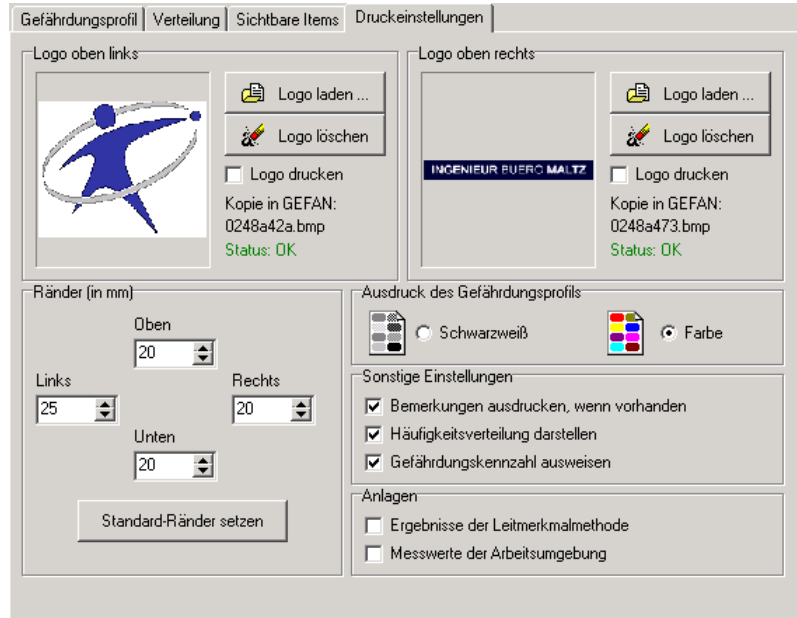 Gefährdungsprofil Verteilung Sichtbare Items Druckeinstellungen
Logo oben links
Logo laden ...
Logo löschen
Logo drucken
Kopie in GEFAN:
0248a42a.bmp
Status: OK
Logo oben rechts
INGENIEUR BUERO MALTZ
Logo laden ...
Logo löschen
Logo drucken
Kopie in GEFAN:
0248a473.bmp
Status: OK
Ränder (in mm)
Oben
20
Links
25
Rechts
20
Unten
20
Standard-Ränder setzen
Ausdruck des Gefährdungsprofils
Schwarzweiß
Farbe
Sonstige Einstellungen
Bemerkungen ausdrucken, wenn vorhanden
Häufigkeitsverteilung darstellen
Gefährdungskennzahl ausweisen
Anlagen
Ergebnisse der Leitmerkmalmethode
Messwerte der Arbeitsumgebung